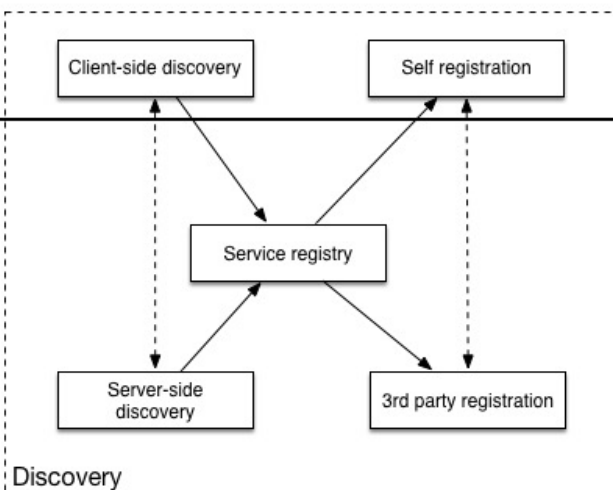 Client-side discovery
Self registration
Service registry
Server-side
discovery
3rd party registration
Discovery